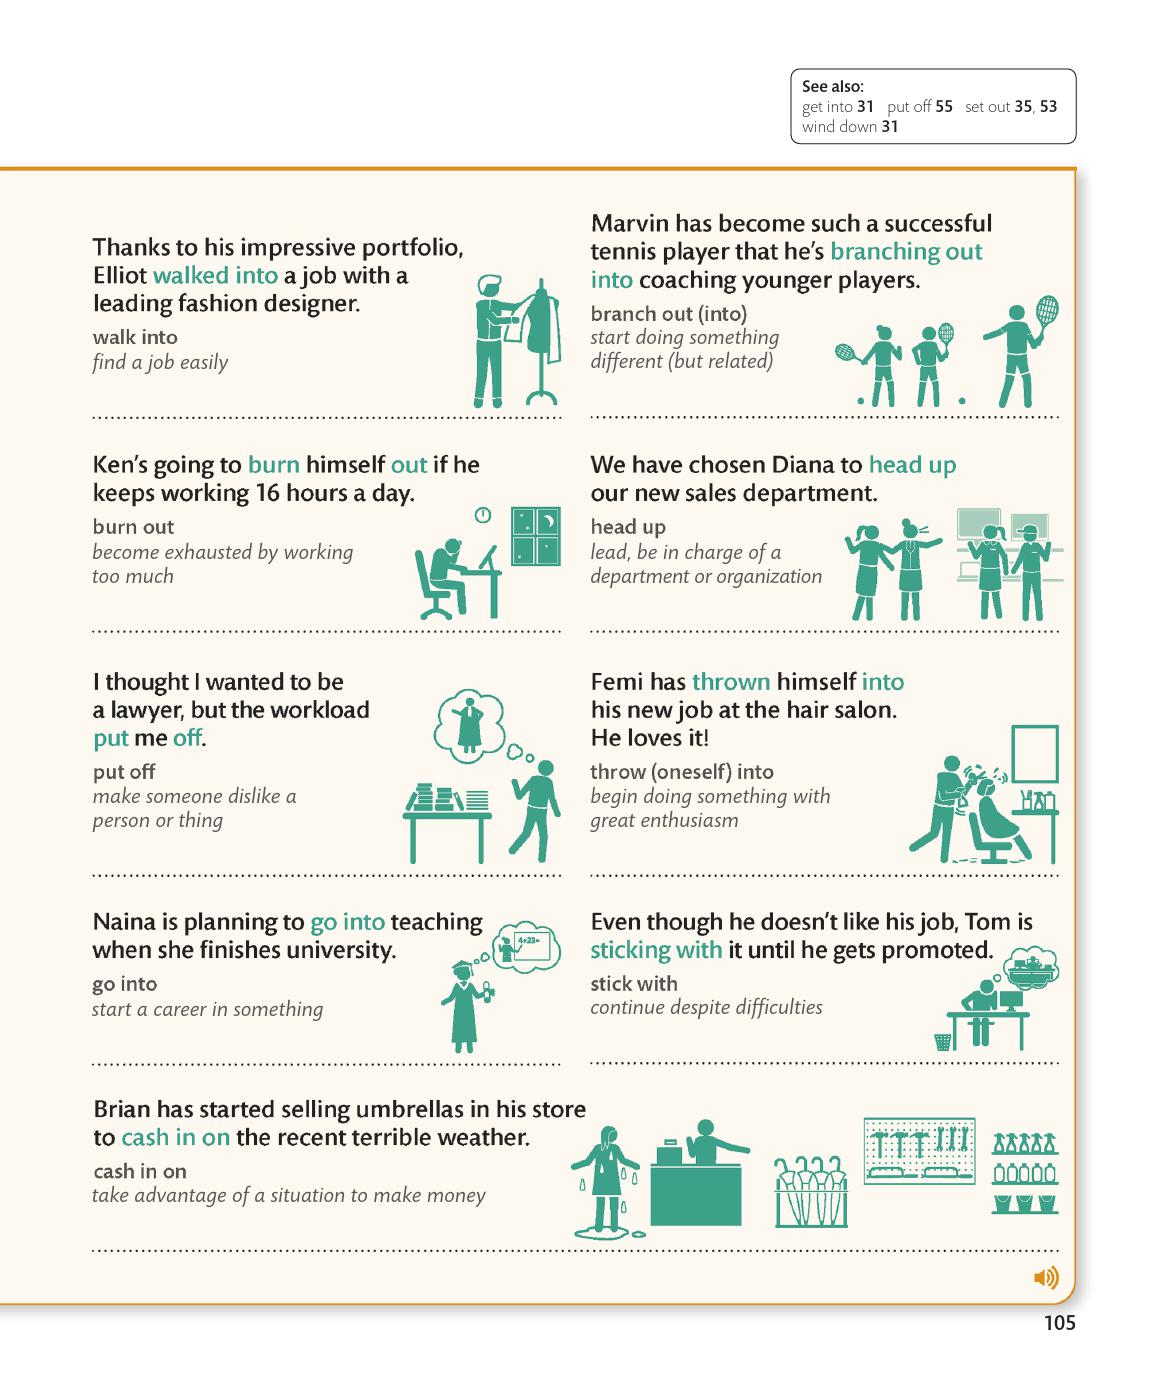 See also:
get into 31 put off 55 set out 35, 53
wind down 31
Thanks to his impressive portfolio,
Elliot walked into a job with a
leading fashion designer.
walk into
find a job easily
Marvin has become such a successful
tennis player that he's branching out
into coaching younger players.
branch out (into)
start doing something
different (but related)
Ken's going to burn himself out if he
keeps working 16 hours a day.
burn out
become exhausted by working
too much
We have chosen Diana to head up
our new sales department.
head up
lead, be in charge of a
department or organization
I thought I wanted to be
a lawyer, but the workload
put me off.
put off
make someone dislike a
person or thing
Femi has thrown himself into
his new job at the hair salon.
He loves it!
throw (oneself) into
begin doing something with
great enthusiasm
Naina is planning to go into teaching
when she finishes university.
go into
start a career in something
4+23=
Even though he doesn't like his job, Tom is
sticking with it until he gets promoted.
stick with
continue despite difficulties
Brian has started selling umbrellas in his store
to cash in on the recent terrible weather.
cash in on
take advantage of a situation to make money
105